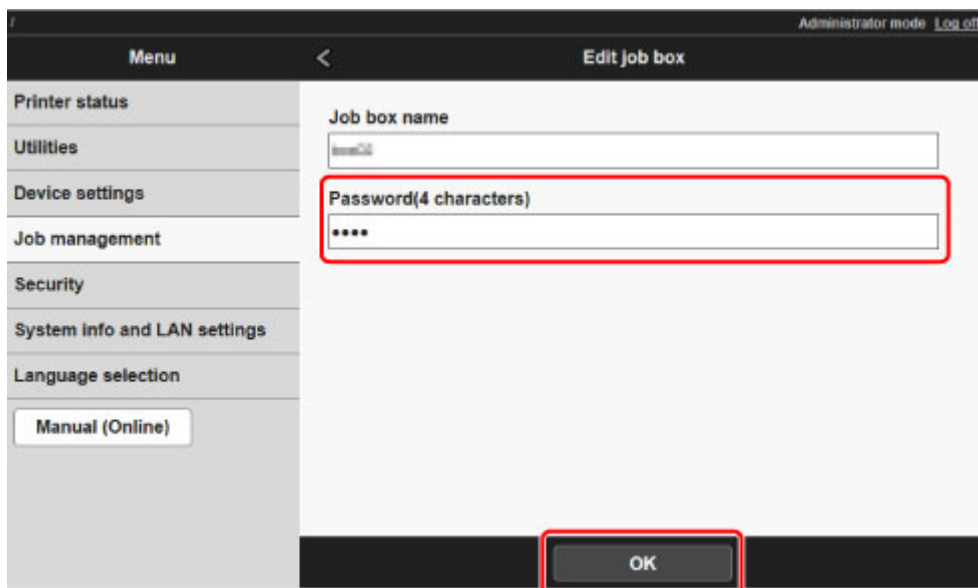 /
Administrator mode Log off
Menu
<
Edit job box
Printer status
Utilities
Device settings
Job management
Security
System info and LAN settings
Language selection
Manual (Online)
Job box name
Password(4 characters)
••••
OK